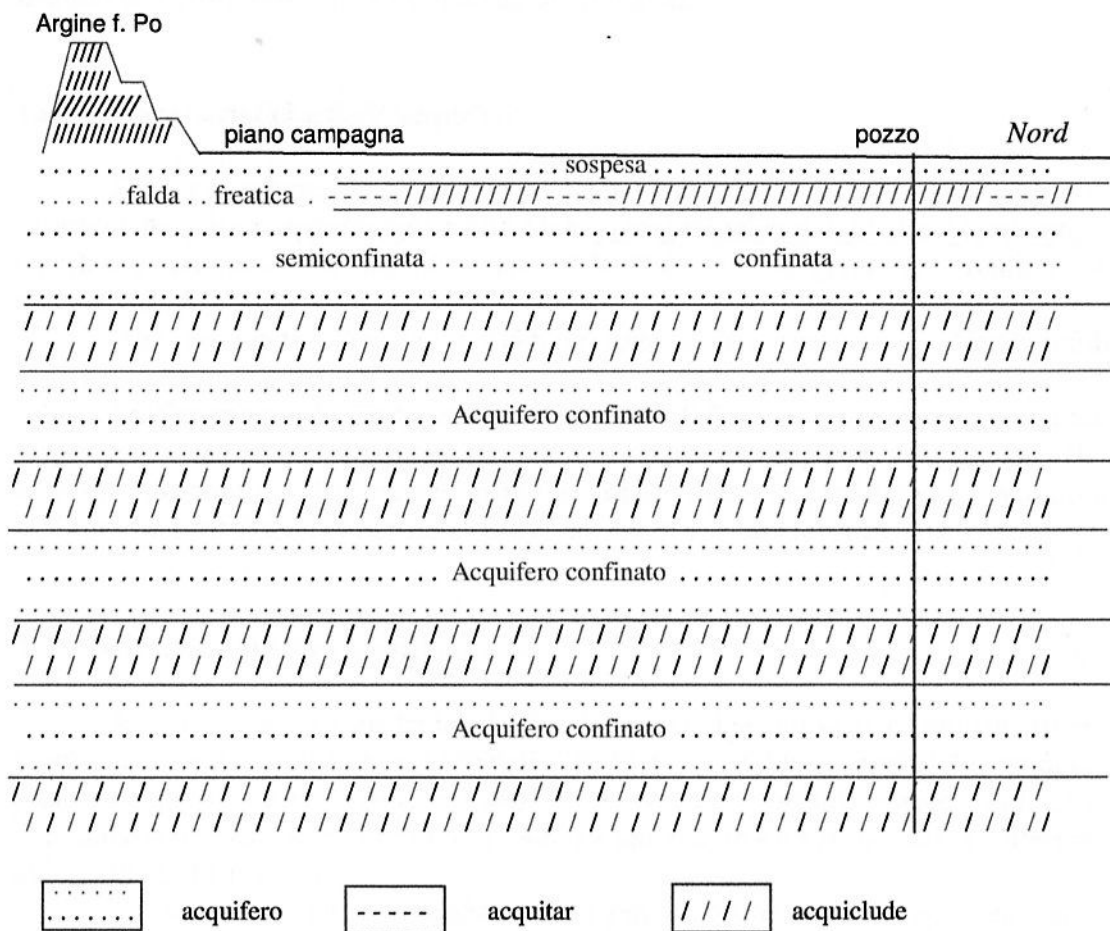 Argine f. Po
piano campagna pozzo Nord
sospesa
falda freatica
semiconfinata confinata
Acquifero confinato
Acquifero confinato
Acquifero confinato
acquifero acquitar acquiclude